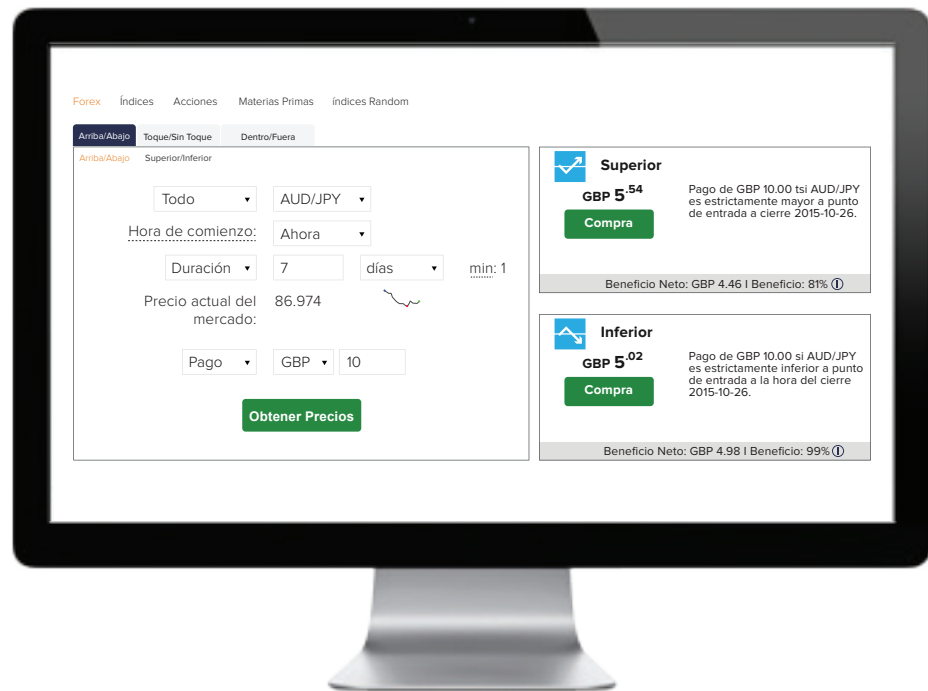 Forex Índices Acciones Materias Primas índices Random
Arriba/Abajo Toque/Sin Toque Dentro/Fuera
Arriba/Abajo Superior/Inferior
Todo AUD/JPY
Hora de comienzo: Ahora
Duración 7 días min: 1
Precio actual del 86.974
mercado:
Pago GBP 10
Obtener Precios
Superior
GBP 5.54
Compra
Pago de GBP 10.00 tsi AUD/JPY
es estrictamente mayor a punto
de entrada a cierre 2015-10-26.
Beneficio Neto: GBP 4.46 I Beneficio: 81%
Inferior
GBP 5.02
Compra
Pago de GBP 10.00 si AUD/JPY
es estrictamente inferior a punto
de entrada a la hora del cierre
2015-10-26.
Beneficio Neto: GBP 4.98 I Beneficio: 99%